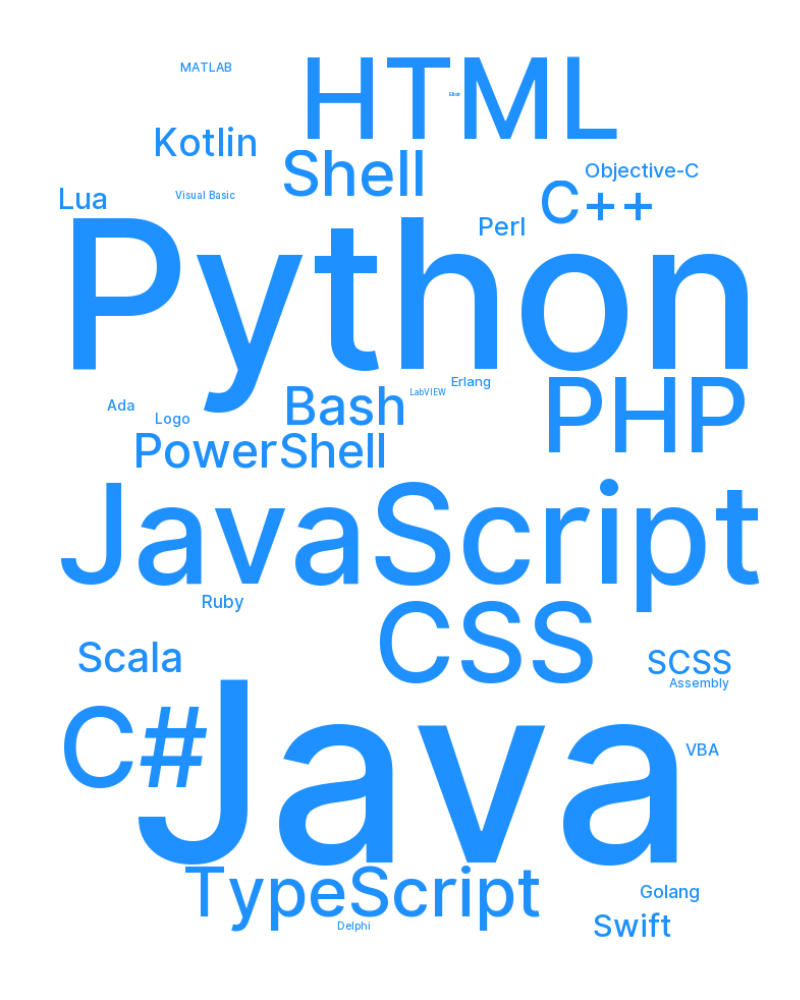 MATLAB
HTML
Kotlin
Shell
Objective-C
Lua
Visual Basic
C++
Perl
Python
Erlang
LabVIEW
PHP
Ada
Logo
Bash
PowerShell
JavaScript
Ruby
CSS
Scala
SCSS
Assembly
C#
Java
VBA
TypeScript
Golang
Delphi
Swift